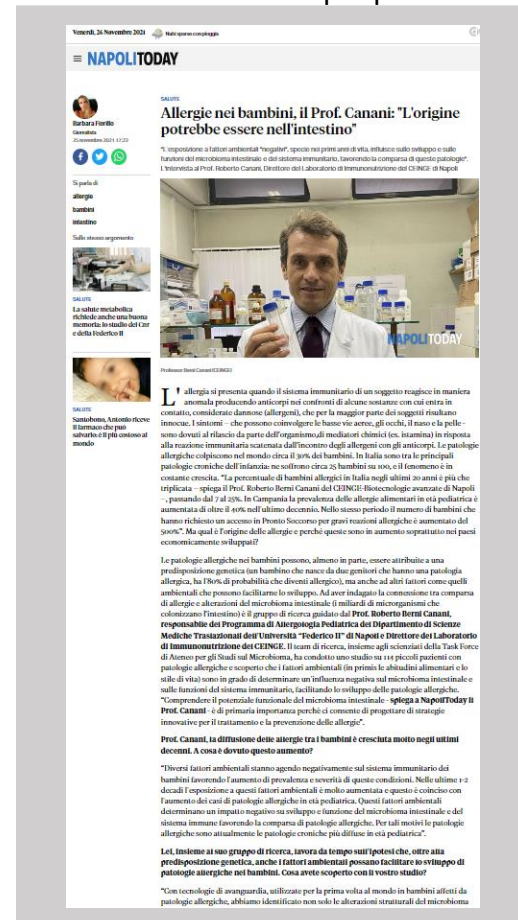 Venerdì, 26 Novembre 2021 Nubi sparse con pioggia
NAPOLITODAY
Barbara Fiorillo
Giornalista
25 novembre 2021 17:22
Si parla di
allergie
bambini
intestino
Sullo stesso argomento
SALUTE
La salute metabolica
richiede anche una buona
memoria: lo studio del Cnr
e della Federico II
SALUTE
Santobono, Antonio riceve
il farmaco che può
salvarlo: è il più costoso al
mondo
SALUTE
Allergie nei bambini, il Prof. Canani: "L'origine
potrebbe essere nell'intestino"
"L'esposizione a fattori ambientali "negativi", specie nei primi anni di vita, influisce sullo sviluppo e sulle
funzioni del microbioma intestinale e del sistema immunitario, favorendo la comparsa di queste patologie".
L'intervista al Prof. Roberto Canani, Direttore del Laboratorio di Immunonutrizione del CEINGE di Napoli
NAPOLITODAY
Professor Berni Canani (CEINGE)
L' allergia si presenta quando il sistema immunitario di un soggetto reagisce in maniera
anomala producendo anticorpi nei confronti di alcune sostanze con cui entra in
contatto, considerate dannose (allergeni), che per la maggior parte dei soggetti risultano
innocue. I sintomi – che possono coinvolgere le basse vie aeree, gli occhi, il naso e la pelle -
sono dovuti al rilascio da parte dell'organismo,di mediatori chimici (es. istamina) in risposta
alla reazione immunitaria scatenata dall'incontro degli allergeni con gli anticorpi. Le patologie
allergiche colpiscono nel mondo circa il 30% dei bambini. In Italia sono tra le principali
patologie croniche dell'infanzia: ne soffrono circa 25 bambini su 100, e il fenomeno è in
costante crescita. "La percentuale di bambini allergici in Italia negli ultimi 20 anni è più che
triplicata – spiega il Prof. Roberto Berni Canani del CEINGE-Biotecnologie avanzate di Napoli
– , passando dal 7 al 25%. In Campania la prevalenza delle allergie alimentari in età pediatrica è
aumentata di oltre il 40% nell'ultimo decennio. Nello stesso periodo il numero di bambini che
hanno richiesto un accesso in Pronto Soccorso per gravi reazioni allergiche è aumentato del
500%". Ma qual è l'origine delle allergie e perché queste sono in aumento soprattutto nei paesi
economicamente sviluppati?
Le patologie allergiche nei bambini possono, almeno in parte, essere attribuite a una
predisposizione genetica (un bambino che nasce da due genitori che hanno una patologia
allergica, ha l'80% di probabilità che diventi allergico), ma anche ad altri fattori come quelli
ambientali che possono facilitarne lo sviluppo. Ad aver indagato la connessione tra comparsa
di allergie e alterazioni del microbioma intestinale (i miliardi di microrganismi che
colonizzano l'intestino) è il gruppo di ricerca guidato dal Prof. Roberto Berni Canani,
responsabile del Programma di Allergologia Pediatrica del Dipartimento di Scienze
Mediche Traslazionali dell'Università "Federico II" di Napoli e Direttore del Laboratorio
di Immunonutrizione del CEINGE. Il team di ricerca, insieme agli scienziati della Task Force
di Ateneo per gli Studi sul Microbioma, ha condotto uno studio su 114 piccoli pazienti con
patologie allergiche e scoperto che i fattori ambientali (in primis le abitudini alimentari e lo
stile di vita) sono in grado di determinare un'influenza negativa sul microbioma intestinale e
sulle funzioni del sistema immunitario, facilitando lo sviluppo delle patologie allergiche.
"Comprendere il potenziale funzionale del microbioma intestinale - spiega a NapoliToday il
Prof. Canani - è di primaria importanza perchè ci consente di progettare di strategie
innovative per il trattamento e la prevenzione delle allergie".
Prof. Canani, la diffusione delle allergie tra i bambini è cresciuta molto negli ultimi
decenni. A cosa è dovuto questo aumento?
"Diversi fattori ambientali stanno agendo negativamente sul sistema immunitario dei
bambini favorendo l'aumento di prevalenza e severità di queste condizioni. Nelle ultime 1-2
decadi l'esposizione a questi fattori ambientali è molto aumentata e questo è coinciso con
l'aumento dei casi di patologie allergiche in età pediatrica. Questi fattori ambientali
determinano un impatto negativo su sviluppo e funzione del microbioma intestinale e del
sistema immune favorendo la comparsa di patologie allergiche. Per tali motivi le patologie
allergiche sono attualmente le patologie croniche più diffuse in età pediatrica".
Lei, insieme al suo gruppo di ricerca, lavora da tempo sull'ipotesi che, oltre alla
predisposizione genetica, anche i fattori ambientali possano facilitare lo sviluppo di
patologie allergiche nei bambini. Cosa avete scoperto con il vostro studio?
"Con tecnologie di avanguardia, utilizzate per la prima volta al mondo in bambini affetti da
patologie allergiche, abbiamo identificato non solo le alterazioni strutturali del microbioma